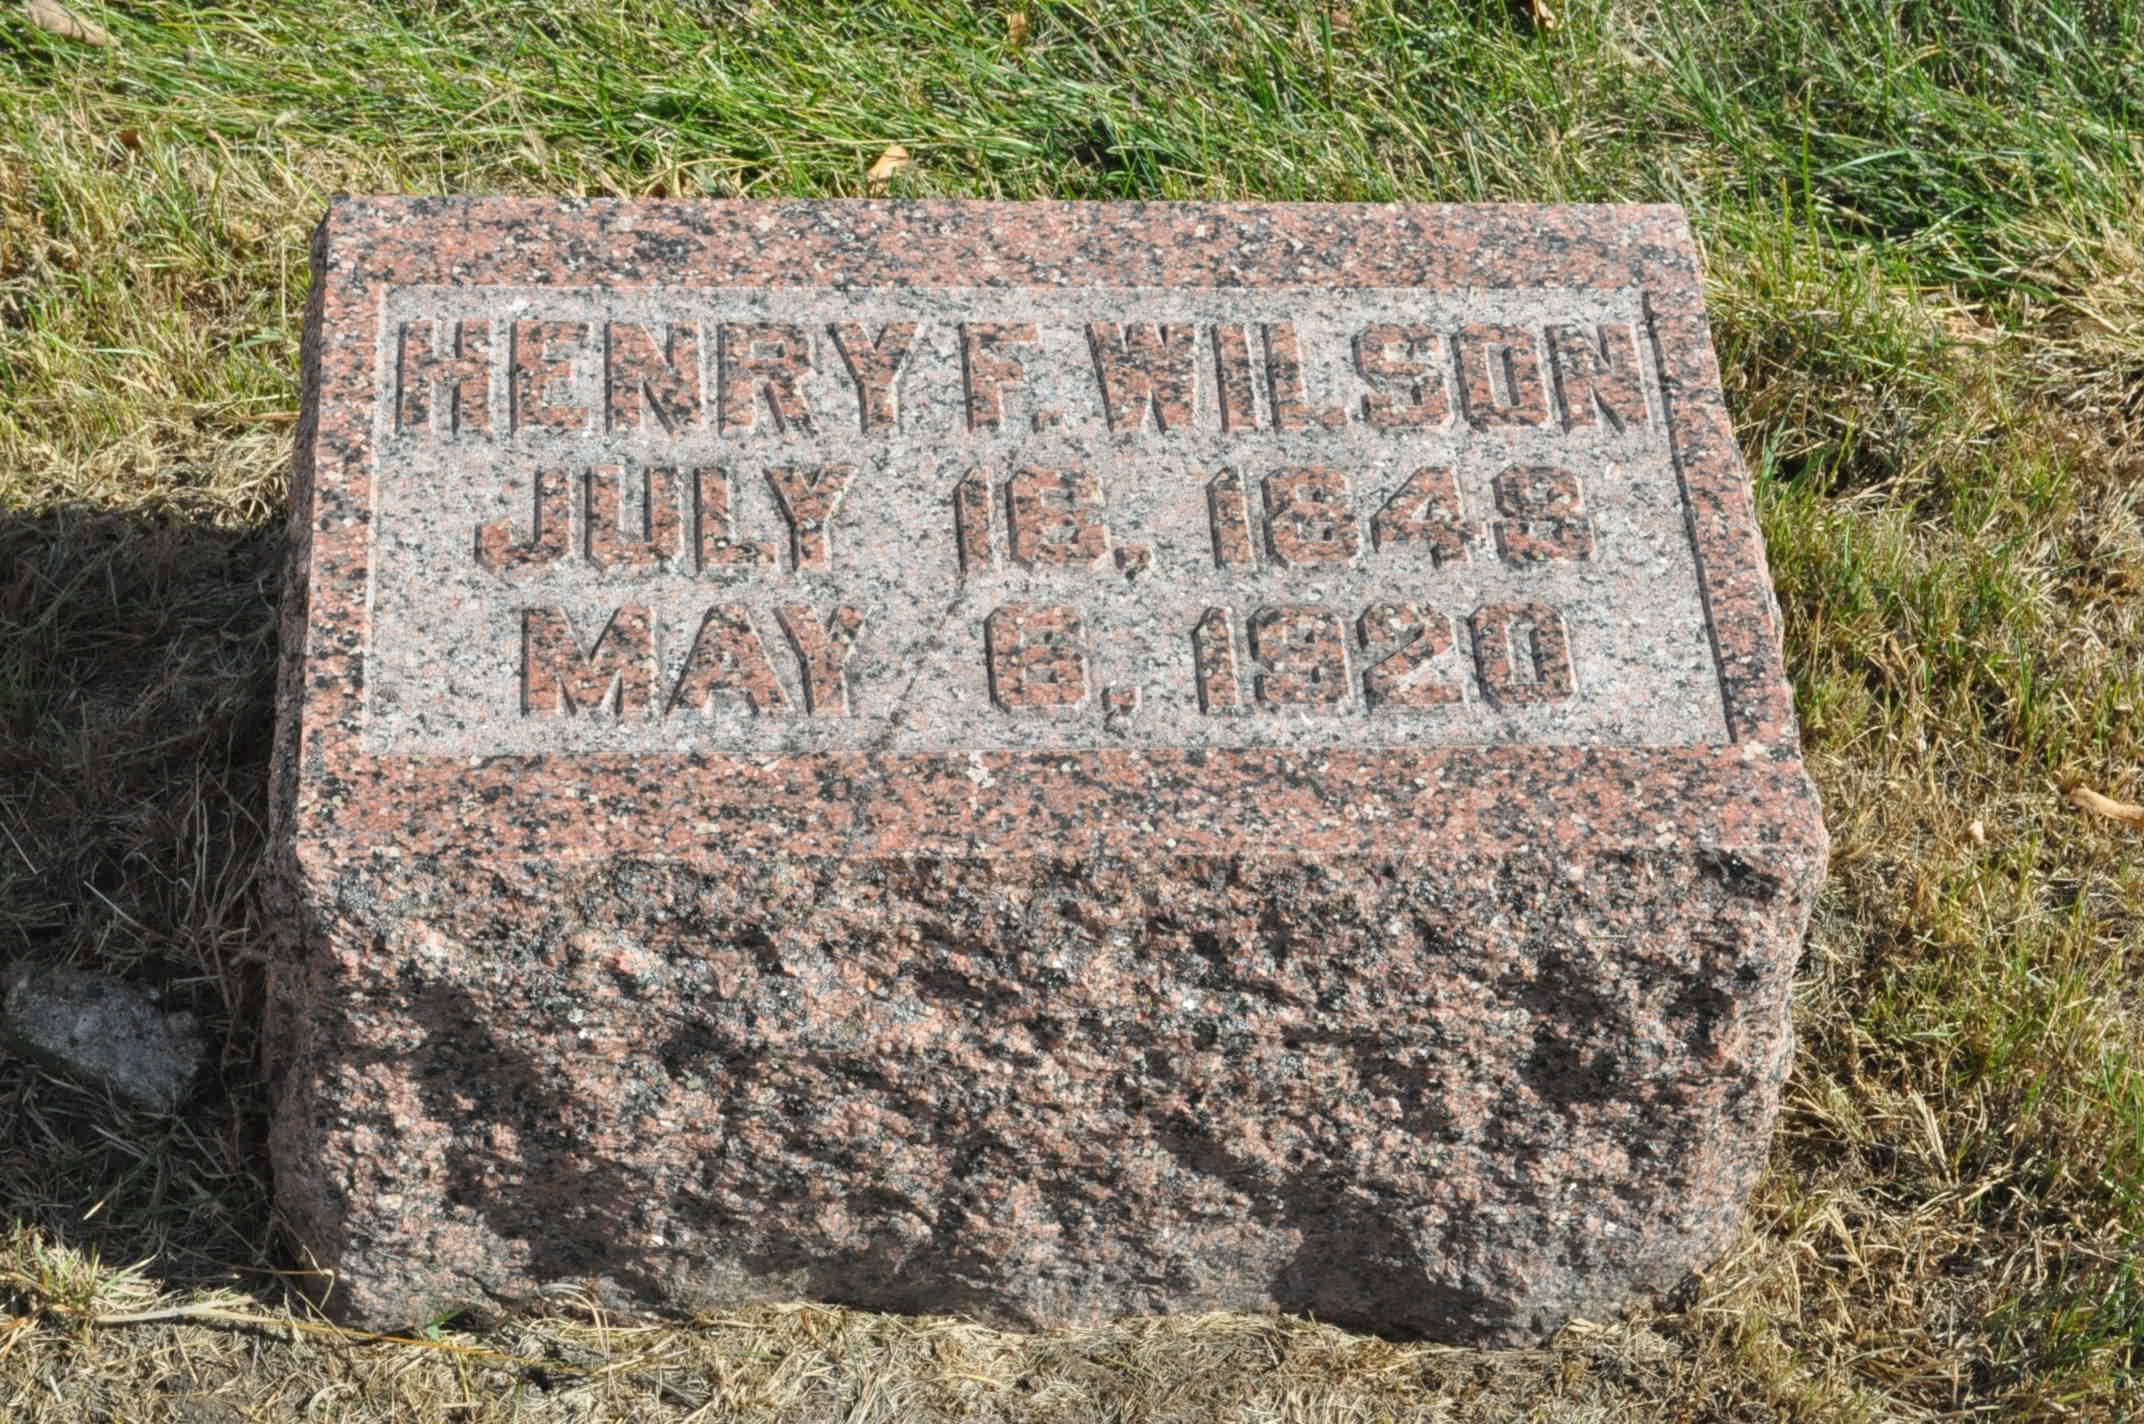 HENRY F. WILSON
JULY 16, 1848
MAY 6, 1920